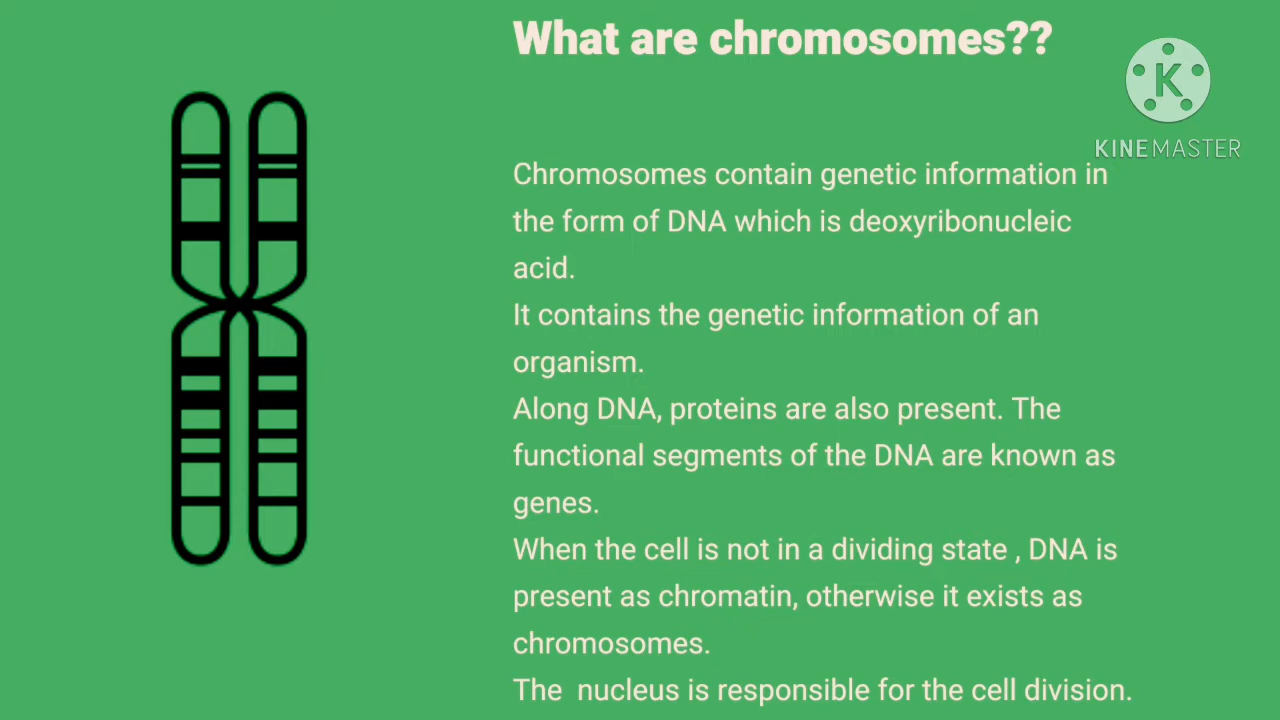 What are chromosomes??
K
KINEMASTER
Chromosomes contain genetic information in
the form of DNA which is deoxyribonucleic
acid.
It contains the genetic information of an
organism.
Along DNA, proteins are also present. The
functional segments of the DNA are known as
genes.
When the cell is not in a dividing state , DNA is
present as chromatin, otherwise it exists as
chromosomes.
The  nucleus is responsible for the cell division.